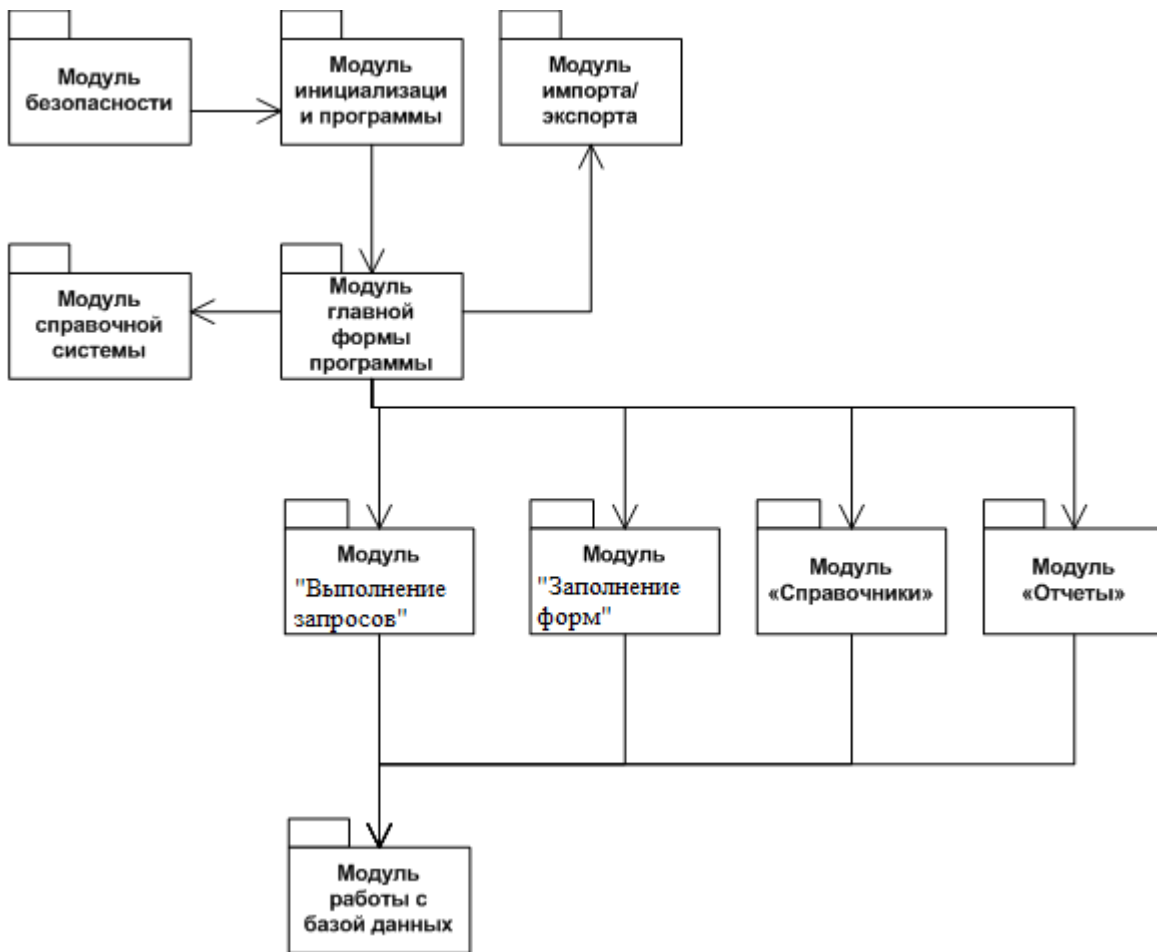 Модуль
безопасности
Модуль
инициализаци
и программы
Модуль
импорта/
экспорта
Модуль
справочной
системы
Модуль
главной
формы
программы
Модуль
"Выполнение
запросов"
Модуль
"Заполнение
форм"
Модуль
«Справочники»
Модуль
«Отчеты»
Модуль
работы с
базой данных